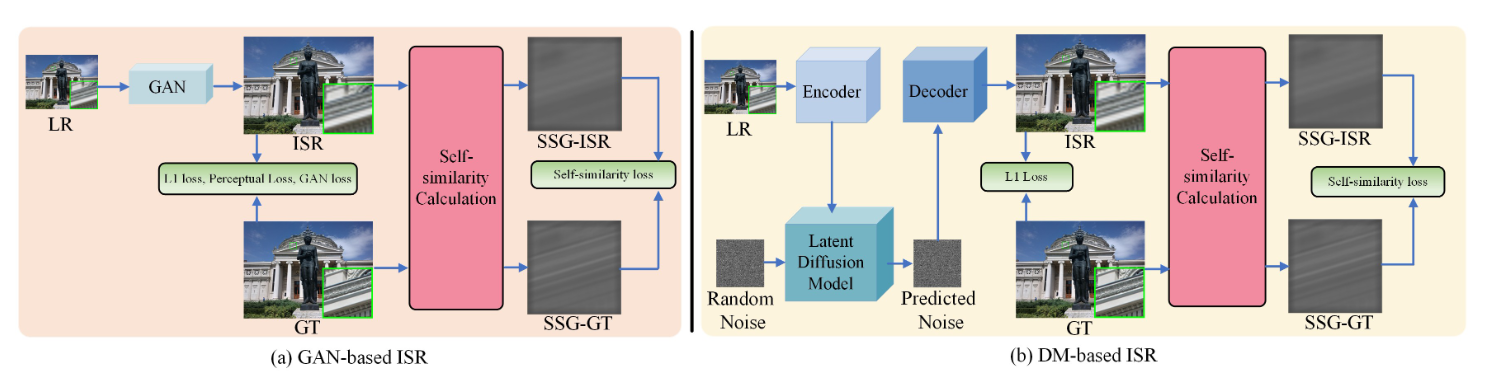 LR
GAN
ISR
L1 loss, Perceptual Loss, GAN loss
GT
Self-
similarity
Calculation
SSG-ISR
Self-similarity loss
SSG-GT
(a) GAN-based ISR
LR
Encoder
Decoder
Latent
Diffusion
Model
Random
Noise
Predicted
Noise
ISR
L1 Loss
GT
Self-
similarity
Calculation
SSG-ISR
Self-similarity loss
SSG-GT
(b) DM-based ISR